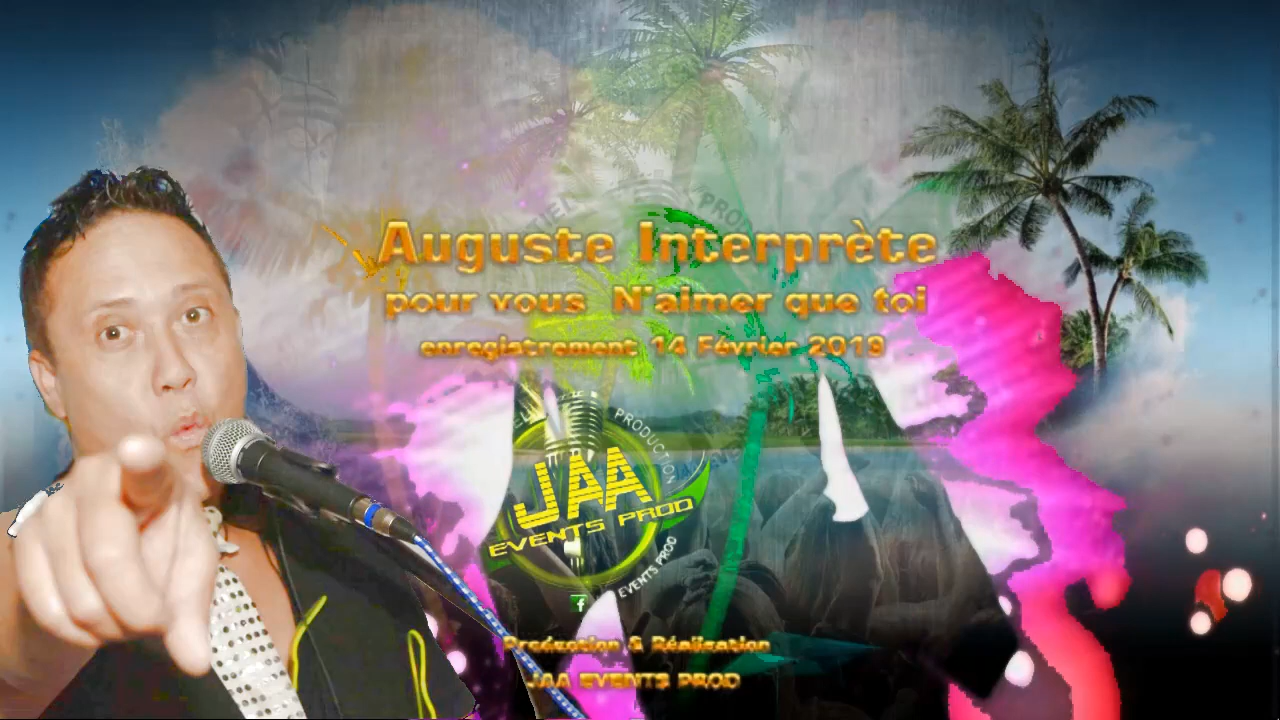 Auguste Interprète
pour vous N'aimer que toi
enregistrement 14 Février 2019
PRODUCTION
JAA
EVENTS PROD
EVENTS PROD
f
Production & Réalisation
JAA EVENTS PROD